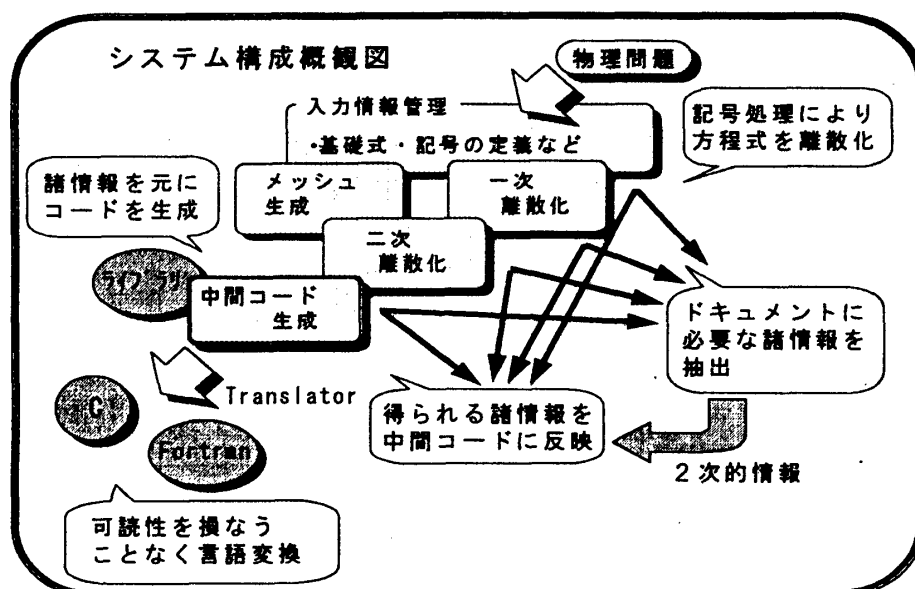 システム構成概観図
物理問題
入力情報管理
・基礎式・記号の定義など
記号処理により
方程式を離散化
諸情報を元に
コードを生成
メッシュ
生成
一次
離散化
二次
離散化
ライブラリ
中間コード
生成
ドキュメントに
必要な諸情報を
抽出
Translator
C
Fortran
得られる諸情報を
中間コードに反映
2次的情報
可読性を損なう
ことなく言語変換